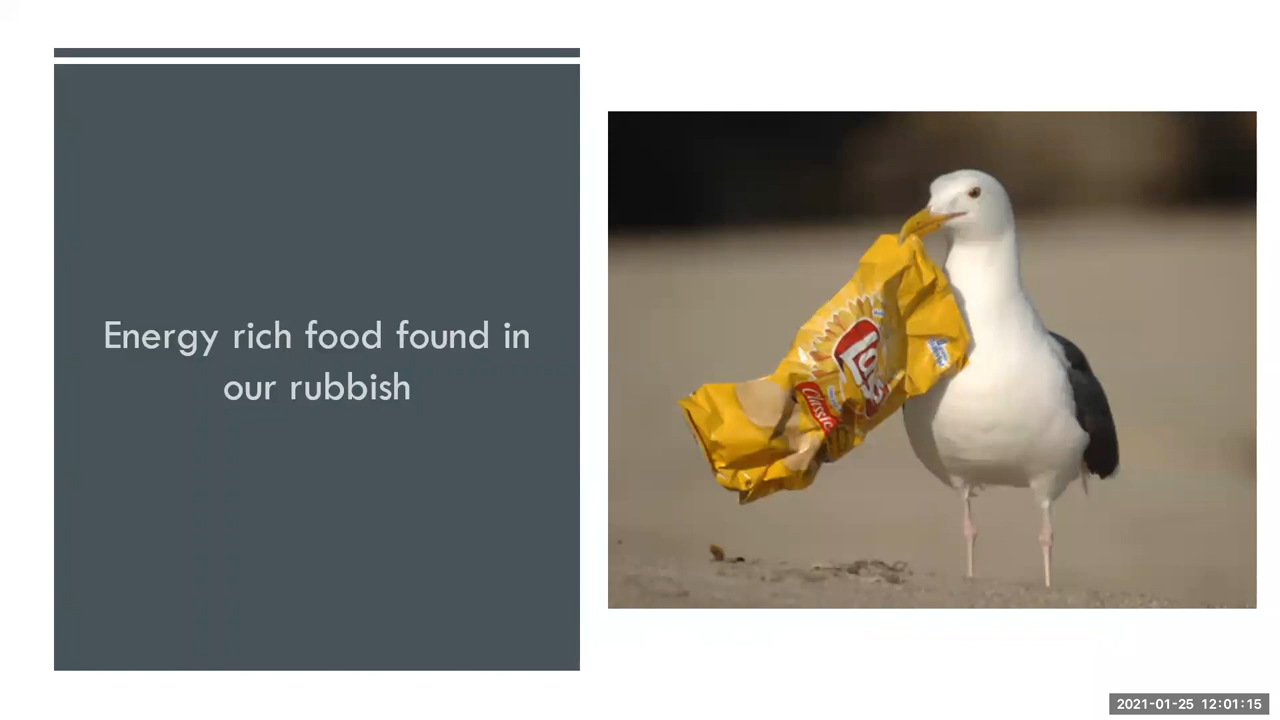 Energy rich food found in
our rubbish
Lay's
Classic
2021-01-25 12:01:15